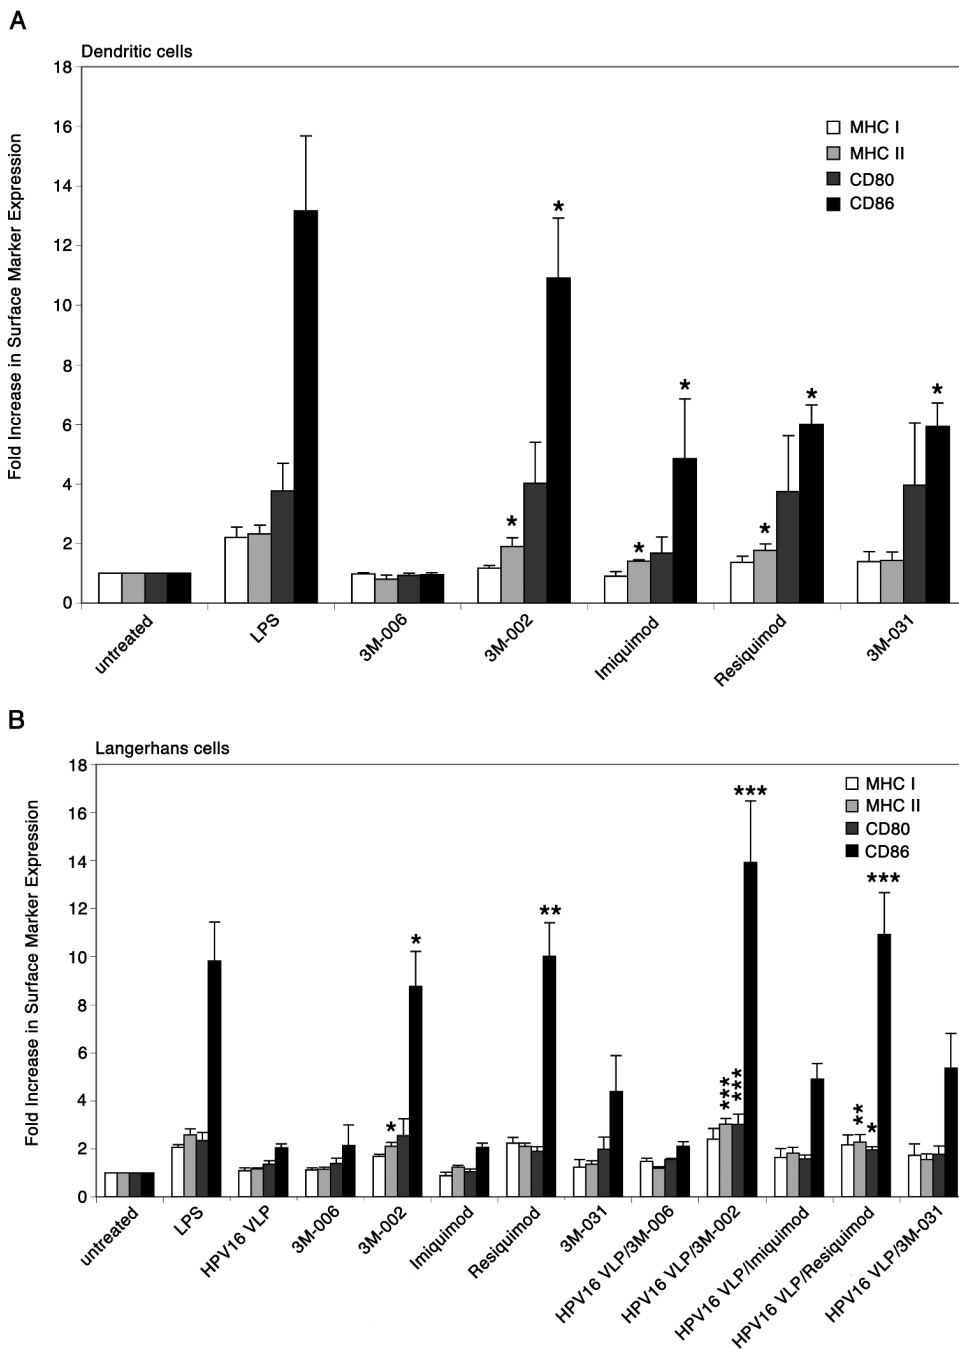 A
Dendritic cells
Fold Increase in Surface Marker Expression
18
16
14
12
10
8
6
4
2
0
MHC I
MHC II
CD80
CD86
*
*
*
*
*
*
*
untreated
LPS
3M-006
3M-002
Imiquimod
Resiquimod
3M-031
B
Langerhans cells
Fold Increase in Surface Marker Expression
18
16
14
12
10
8
6
4
2
0
MHC I
MHC II
CD80
CD86
*
*
**
***
***
***
**
*
***
untreated
LPS
HPV16 VLP
3M-006
3M-002
Imiquimod
Resiquimod
3M-031
HPV16 VLP/3M-006
HPV16 VLP/3M-002
HPV16 VLP/Imiquimod
HPV16 VLP/Resiquimod
HPV16 VLP/3M-031